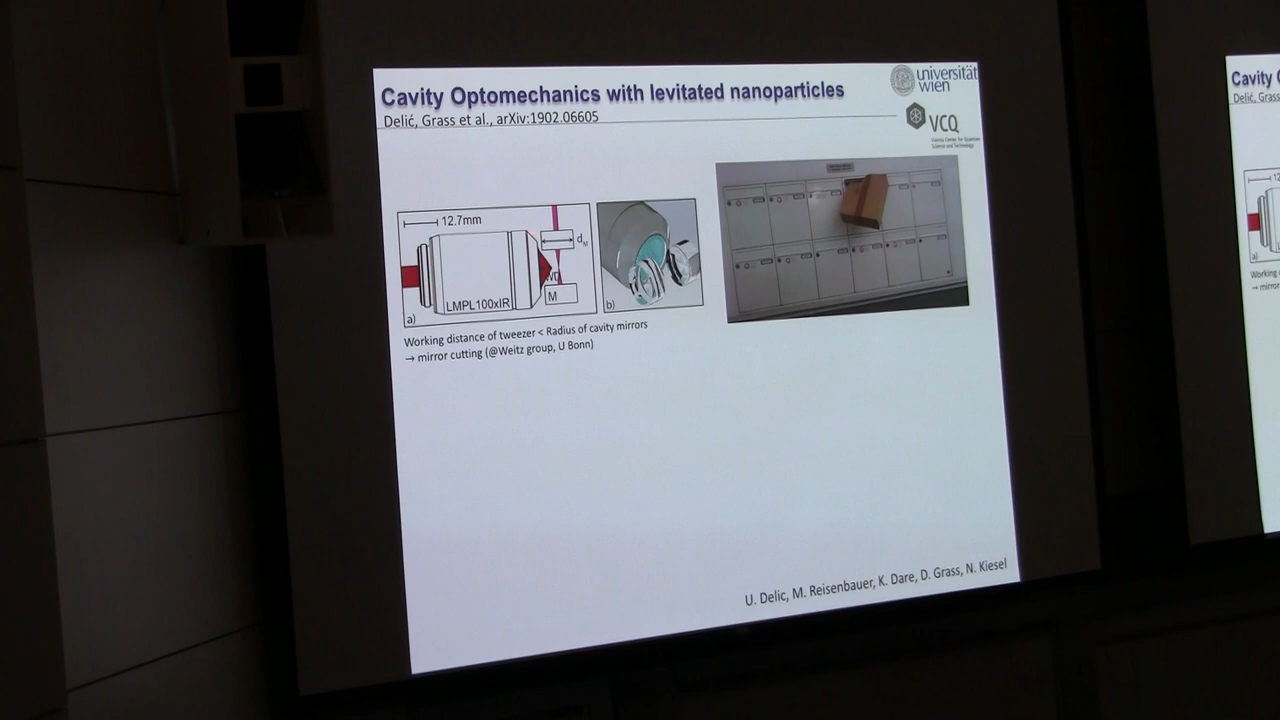 Cavity Optomechanics with levitated nanoparticles
Delić, Grass et al., arXiv:1902.06605
universität
wien
VCQ
Vienna Center for Quantum
Science and Technology
12.7mm
d_M
WD
M
LMPL100xIR
a)
b)
Working distance of tweezer < Radius of cavity mirrors
→ mirror cutting (@Weitz group, U Bonn)
U. Delic, M. Reisenbauer, K. Dare, D. Grass, N. Kiesel
Cavity
Delić, Grass
12
a)
Working
→ mirror